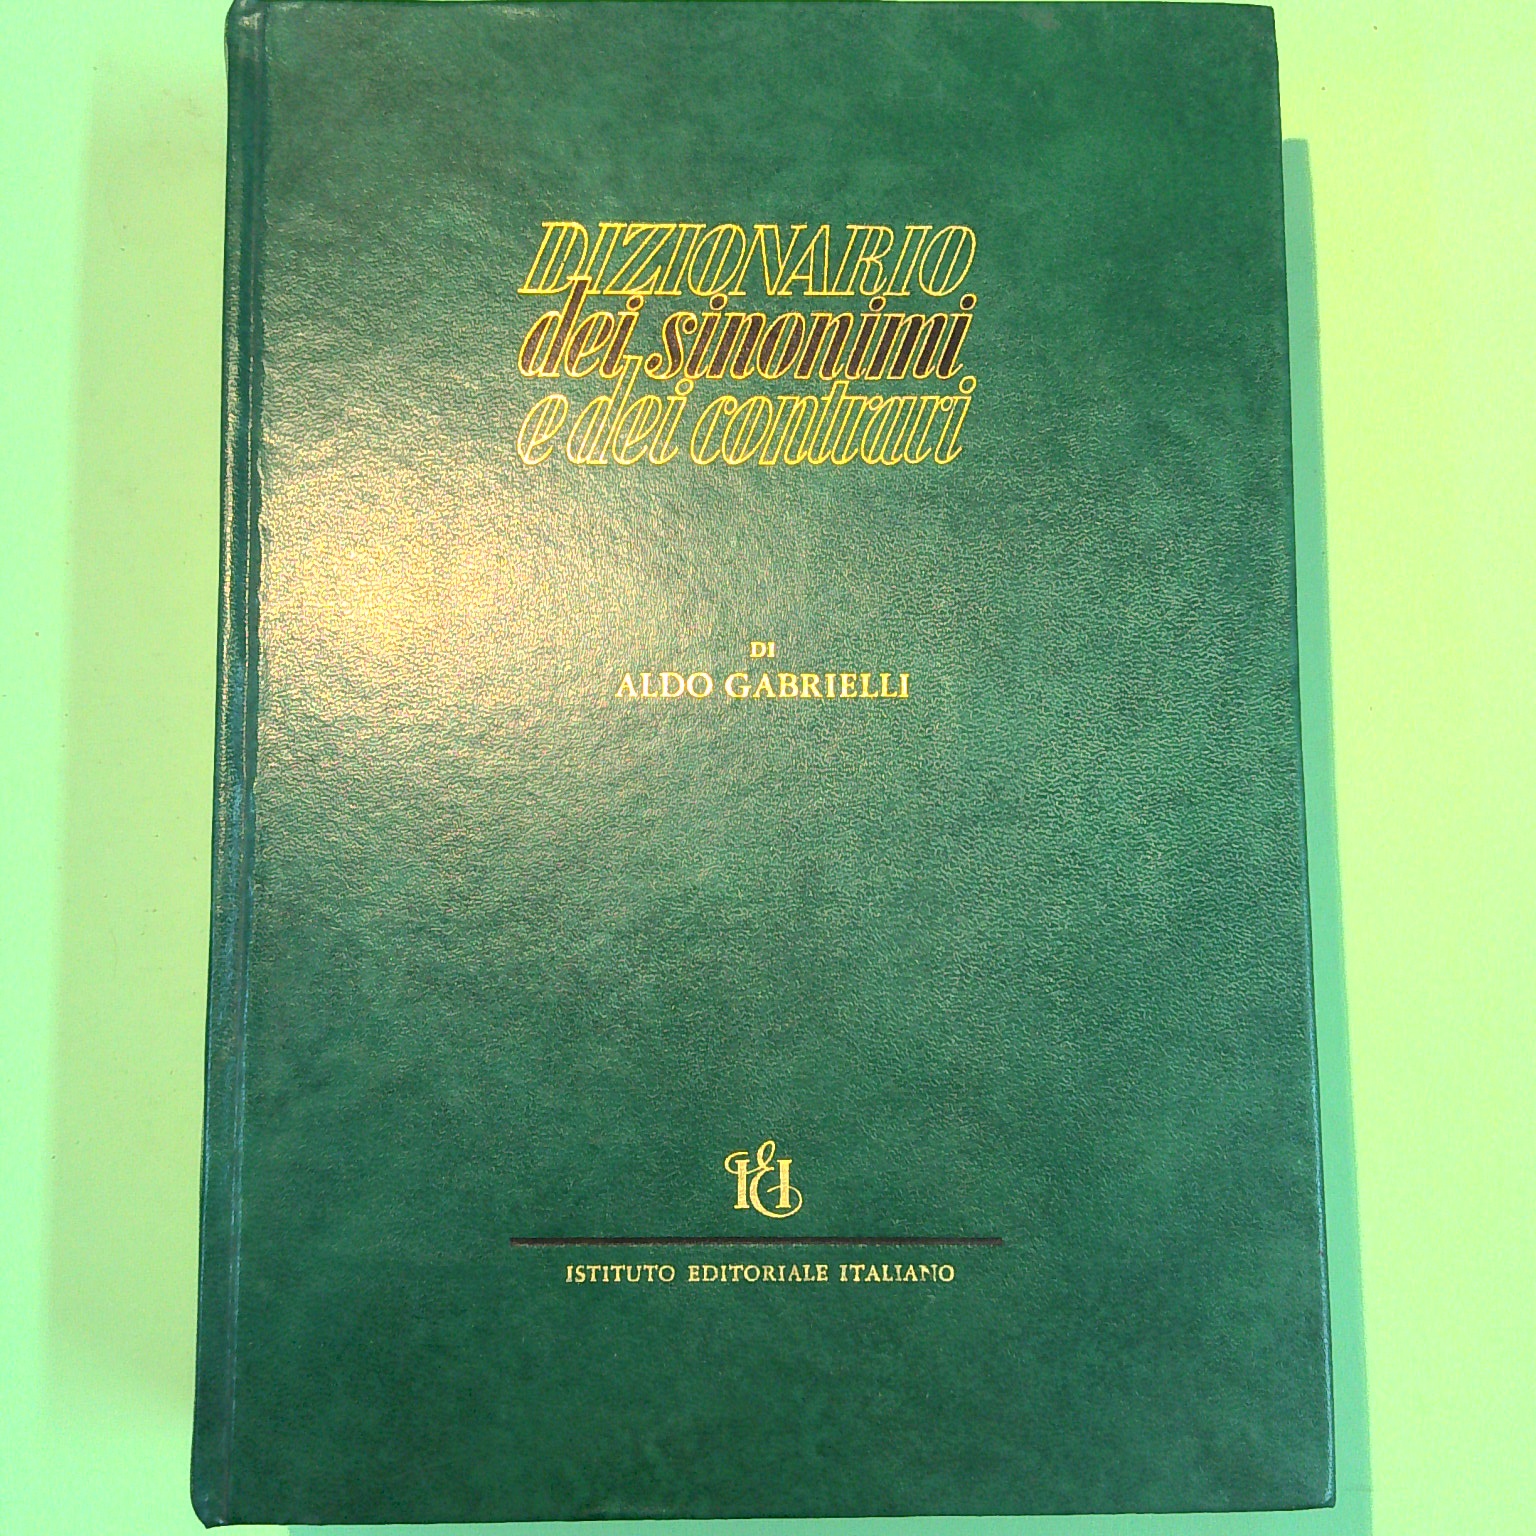 DIZIONARIO
dei sinonimi
e dei contrari
DI
ALDO GABRIELLI
IEI
ISTITUTO EDITORIALE ITALIANO